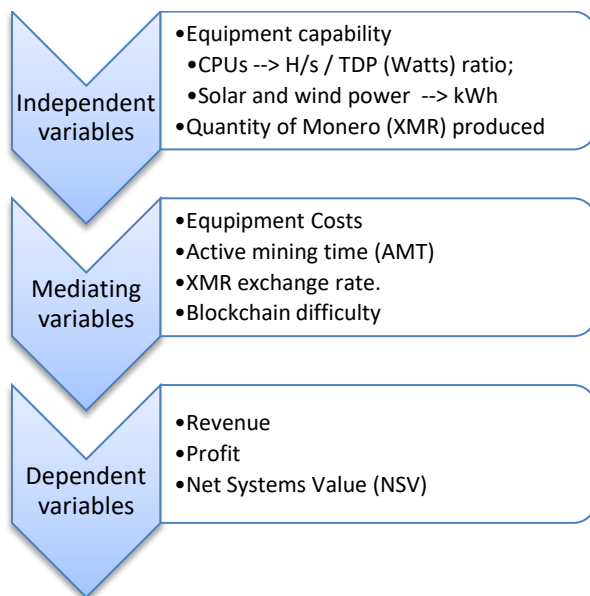 Independent
variables
•Equipment capability
•CPUs --> H/s / TDP (Watts) ratio;
•Solar and wind power --> kWh
•Quantity of Monero (XMR) produced
Mediating
variables
•Equpipment Costs
•Active mining time (AMT)
•XMR exchange rate.
•Blockchain difficulty
Dependent
variables
•Revenue
•Profit
•Net Systems Value (NSV)